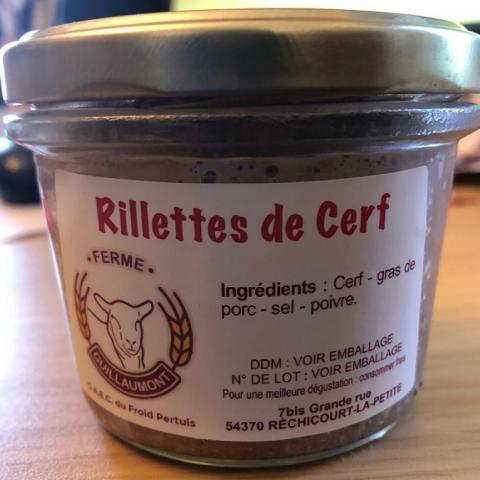 Rillettes de Cerf
• FERME •
GUILLAUMONT
G.A.E.C. du Froid Pertuis
Ingrédients : Cerf - gras de
porc - sel - poivre.
DDM : VOIR EMBALLAGE
N° DE LOT : VOIR EMBALLAGE
Pour une meilleure dégustation : consommer frais
7bis Grande rue
54370 RÉCHICOURT-LA-PETITE